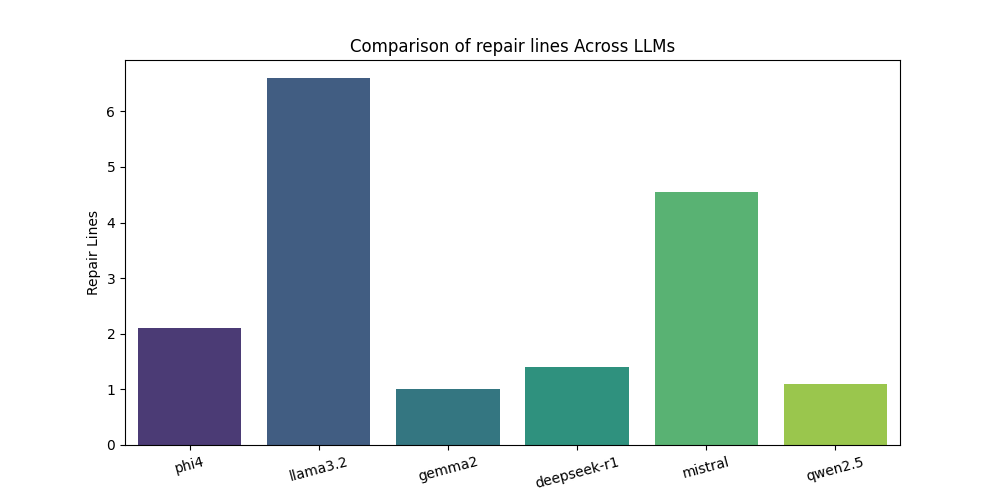 Comparison of repair lines Across LLMs
Repair Lines
6
5
4
3
2
1
0
phi4
llama3.2
gemma2
deepseek-r1
mistral
qwen2.5